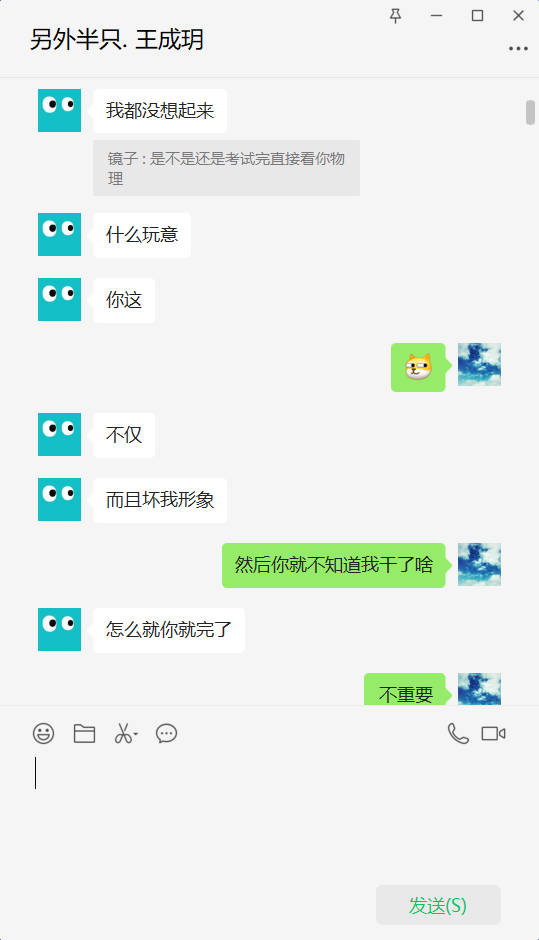 另外半只. 王成玥
我都没想起来
镜子 : 是不是还是考试完直接看你物
理
什么玩意
你这
不仅
而且坏我形象
然后你就不知道我干了啥
怎么就你就完了
不重要
发送(S)